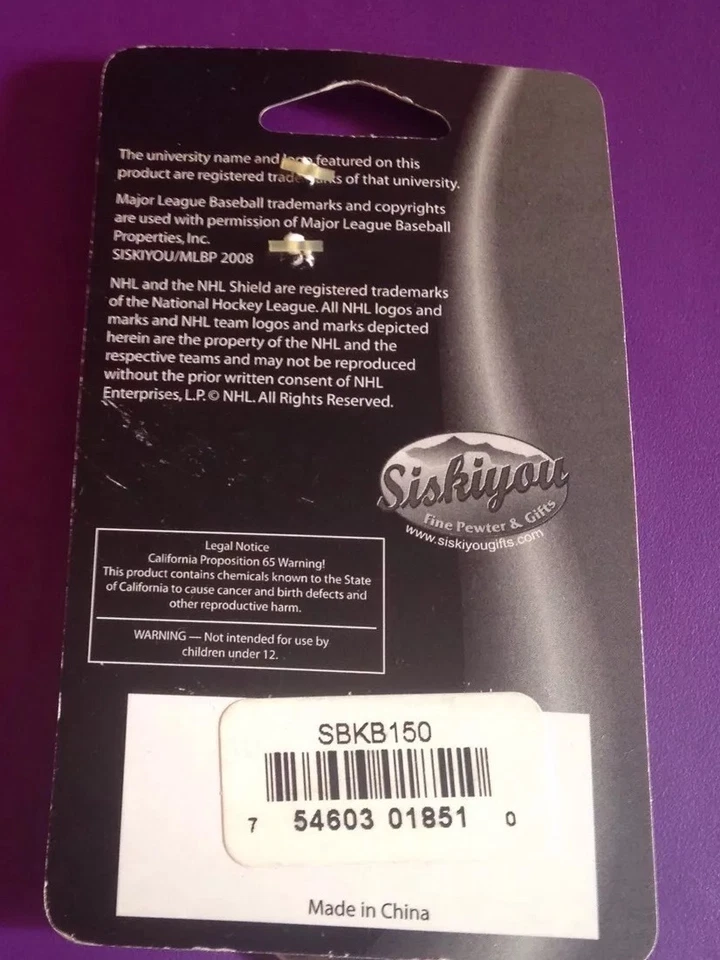 The university name and logo featured on this
product are registered trademarks of that university.
Major League Baseball trademarks and copyrights
are used with permission of Major League Baseball
Properties, Inc.
SISKIYOU/MLBP 2008
NHL and the NHL Shield are registered trademarks
of the National Hockey League. All NHL logos and
marks and NHL team logos and marks depicted
herein are the property of the NHL and the
respective teams and may not be reproduced
without the prior written consent of NHL
Enterprises, L.P. © NHL. All Rights Reserved.
Siskiyou
Fine Pewter & Gifts
www.siskiyougifts.com
Legal Notice
California Proposition 65 Warning!
This product contains chemicals known to the State
of California to cause cancer and birth defects and
other reproductive harm.
WARNING — Not intended for use by
children under 12.
SBKB150
7 54603 01851 0
Made in China